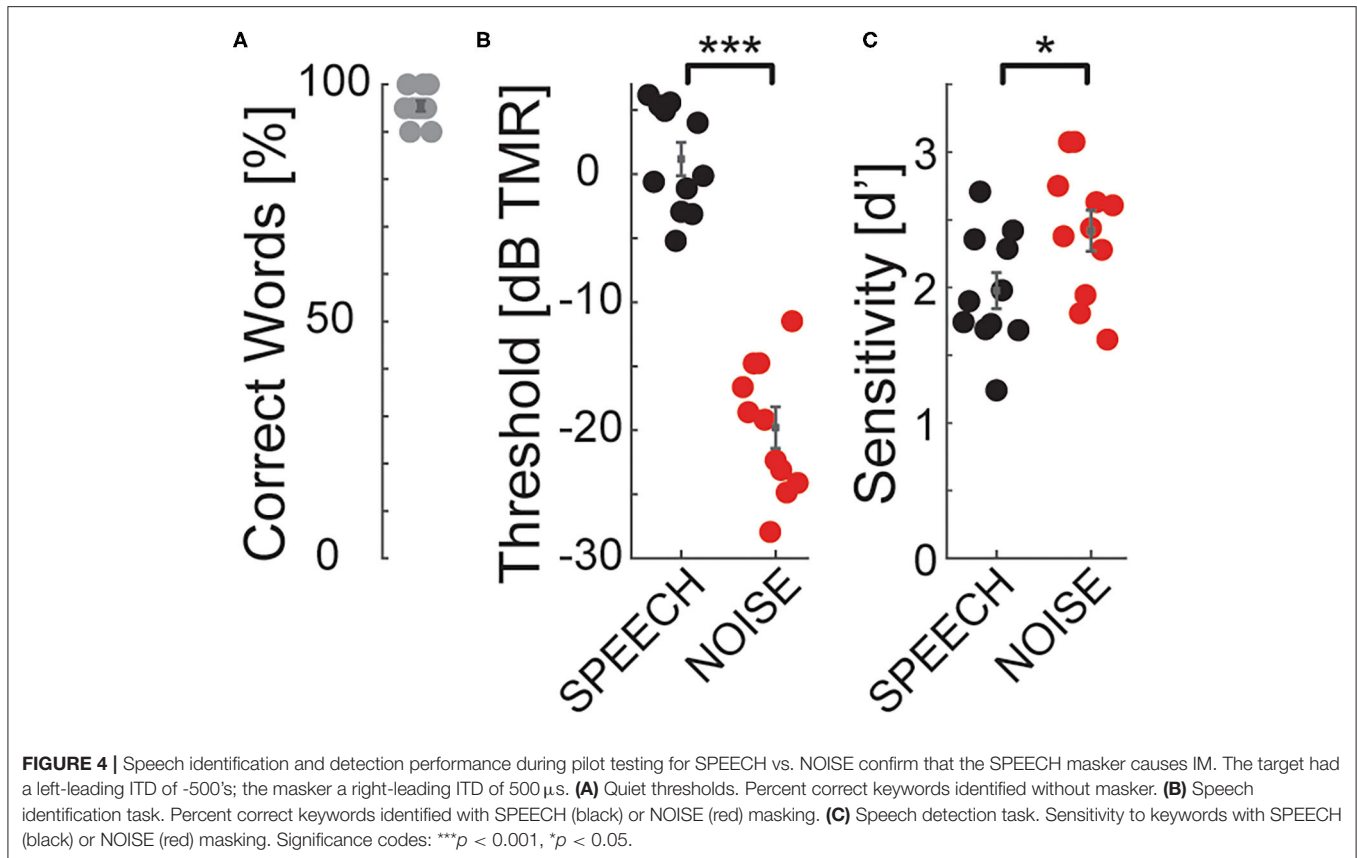 A
B
C
***
*
Correct Words [%]
100
50
0
Threshold [dB TMR]
0
-10
-20
-30
SPEECH
NOISE
Sensitivity [d']
3
2
1
0
SPEECH
NOISE
FIGURE 4 | Speech identification and detection performance during pilot testing for SPEECH vs. NOISE confirm that the SPEECH masker causes IM. The target had
a left-leading ITD of -500's; the masker a right-leading ITD of 500 μs. (A) Quiet thresholds. Percent correct keywords identified without masker. (B) Speech
identification task. Percent correct keywords identified with SPEECH (black) or NOISE (red) masking. (C) Speech detection task. Sensitivity to keywords with SPEECH
(black) or NOISE (red) masking. Significance codes: ***p < 0.001, *p < 0.05.